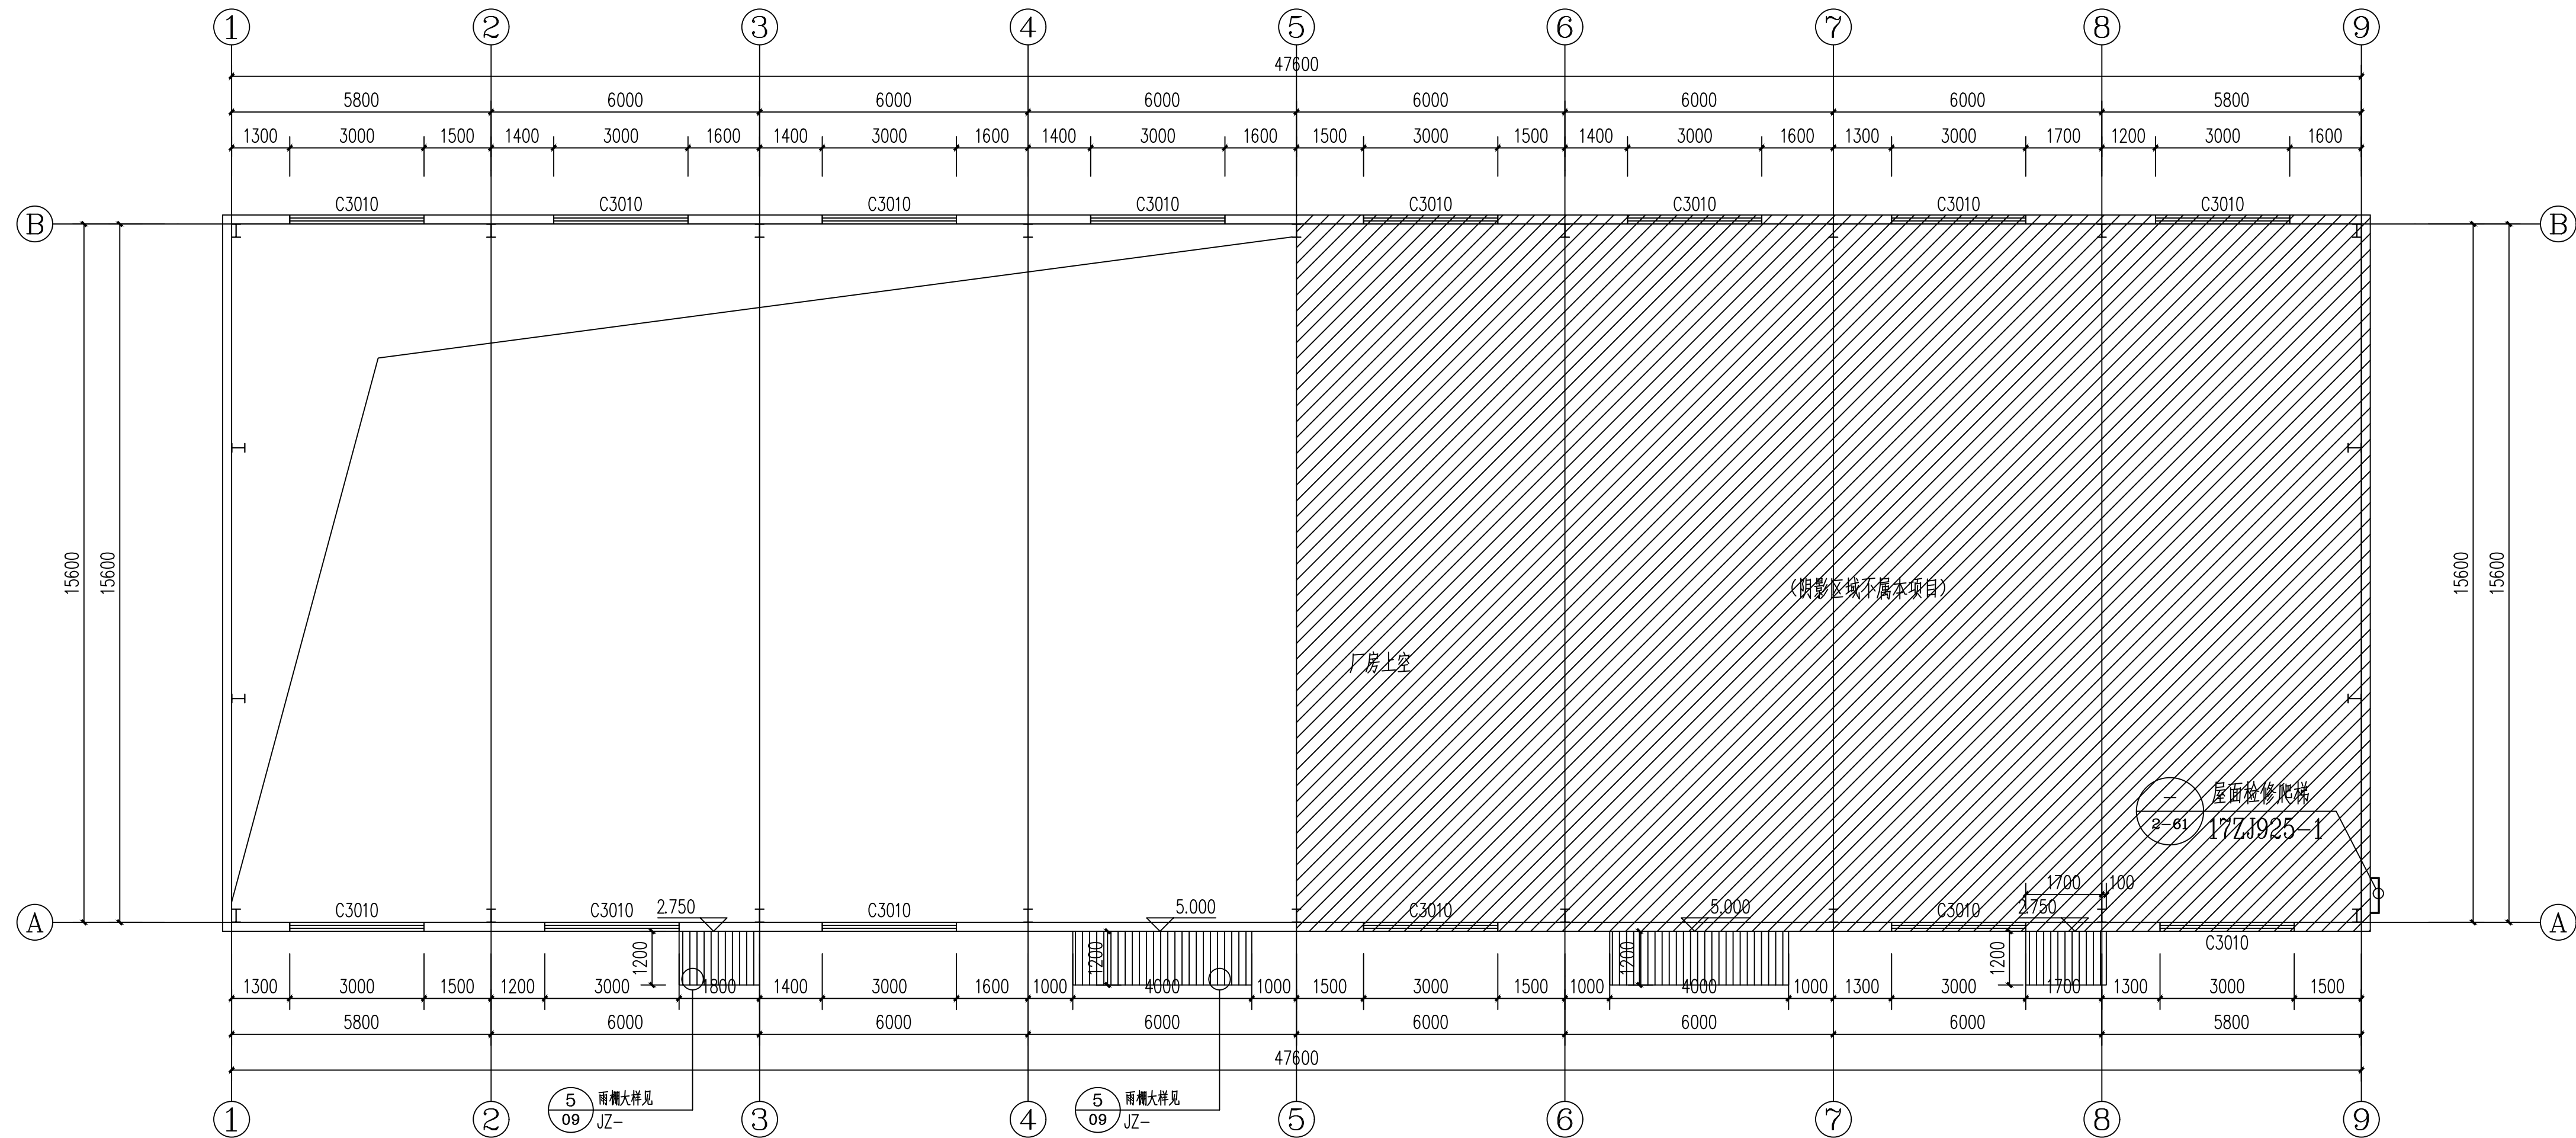 1 2 3 4 5 6 7 8 9
47600
5800 6000 6000 6000 6000 6000 6000 5800
1300 3000 1500 1400 3000 1600 1400 3000 1600 1400 3000 1600 1500 3000 1500 1400 3000 1600 1300 3000 1700 1200 3000 1600
C3010 C3010 C3010 C3010 C3010 C3010 C3010 C3010
B B
15600 15600 15600 15600
(阴影区域不属本项目)
厂房上空
— 屋面检修爬梯
2-61 17ZJ925-1
1700 100
C3010 C3010 2.750 C3010 5.000 C3010 5.000 C3010 2.750
A A
C3010
1200 1200 1200 1200
1300 3000 1500 1200 3000 1800 1400 3000 1600 1000 4000 1000 1500 3000 1500 1000 4000 1000 1300 3000 1700 1300 3000 1500
5800 6000 6000 6000 6000 6000 6000 5800
47600
5 雨棚大样见 5 雨棚大样见
09 JZ- 09 JZ-
1 2 3 4 5 6 7 8 9